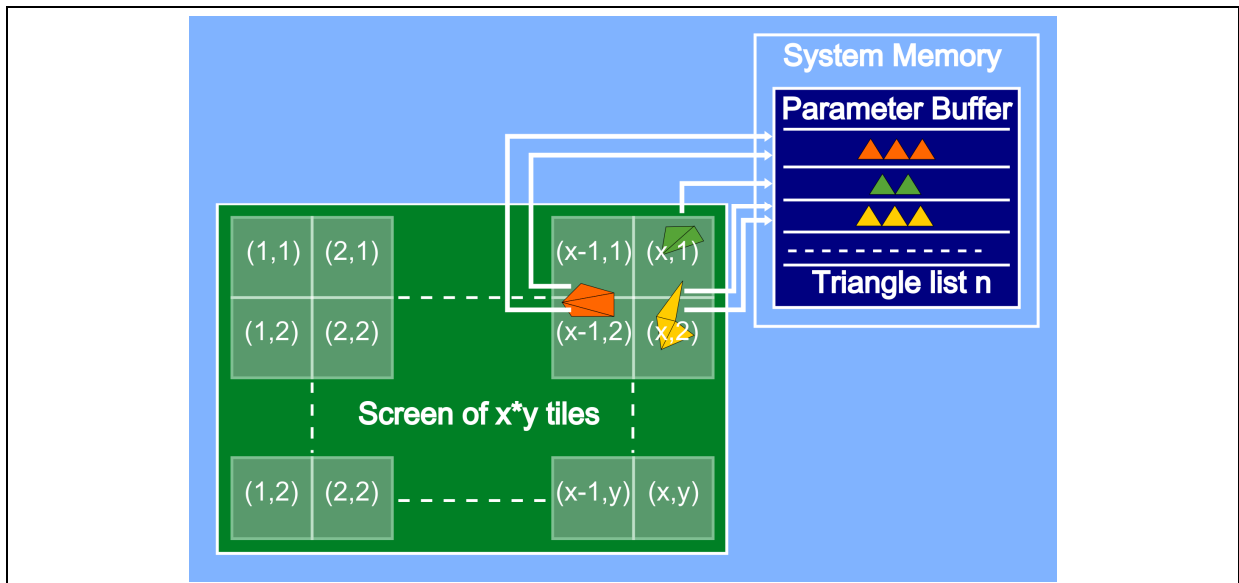 System Memory
Parameter Buffer
(1,1) (2,1) (x-1,1) (x,1)
Triangle list n
(1,2) (2,2) (x-1,2) (x,2)
Screen of x*y tiles
(1,2) (2,2) (x-1,y) (x,y)